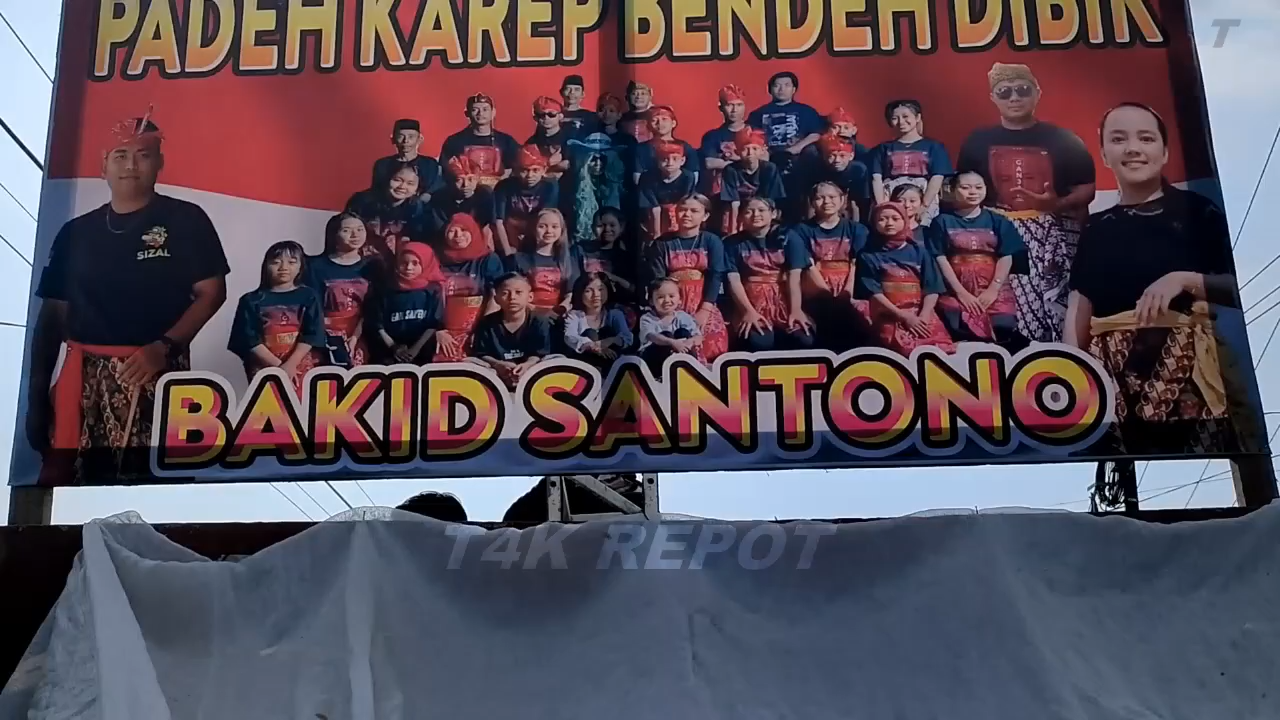 PADEH KAREP BENDEH DIBIK
T
SIZAL
BAKID SANTONO
T4K REPOT